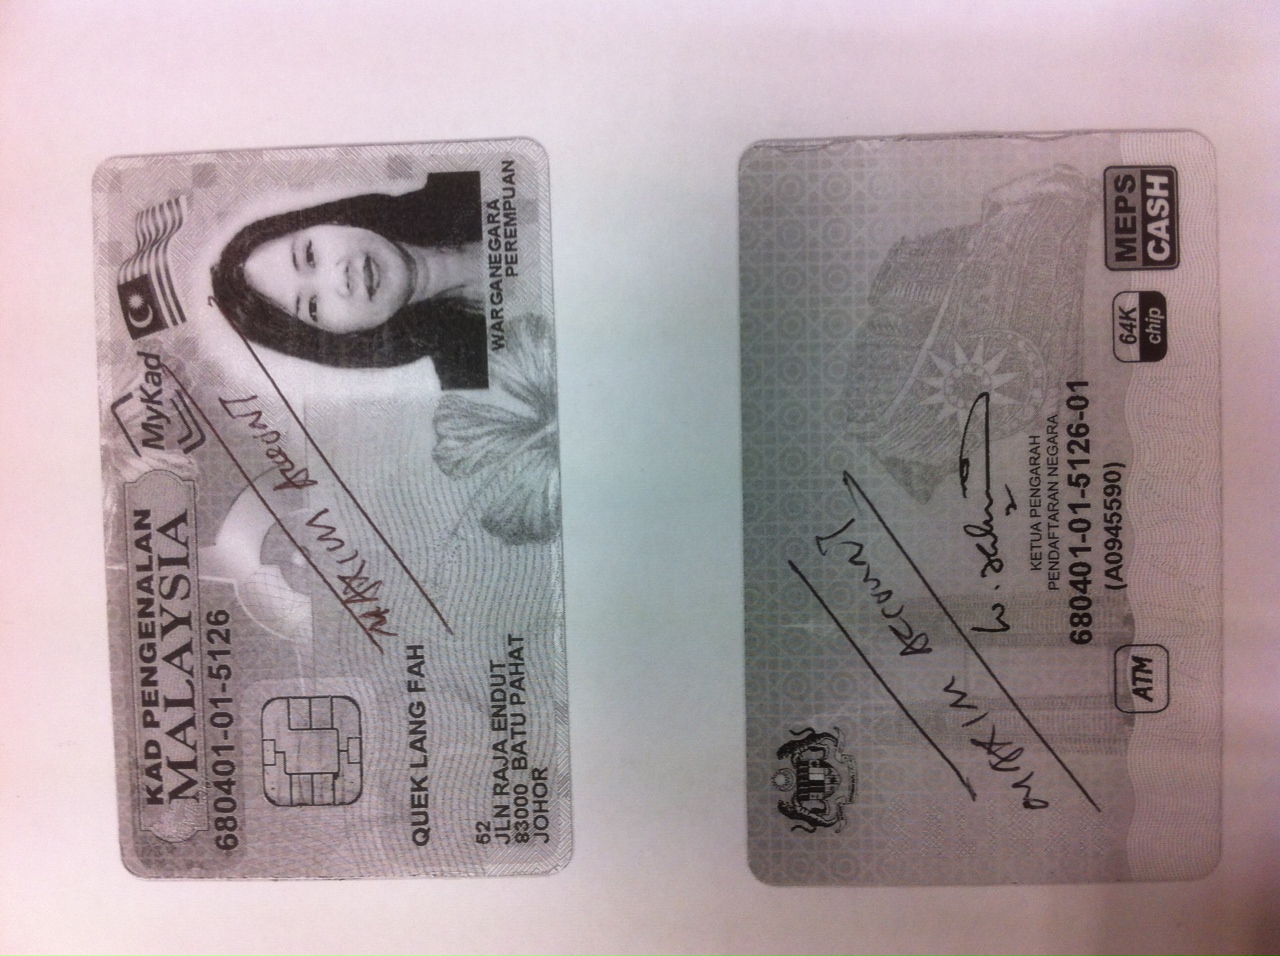 KAD PENGENALAN
MALAYSIA
MyKad
680401-01-5126
MAXIM ACCOUNT
QUEK LANG FAH
52
JLN RAJA ENDUT
83000 BATU PAHAT
JOHOR
WARGANEGARA
PEREMPUAN
MAXIM ACCOUNT
KETUA PENGARAH
PENDAFTARAN NEGARA
680401-01-5126-01
(A0945590)
ATM
64K
chip
MEPS
CASH